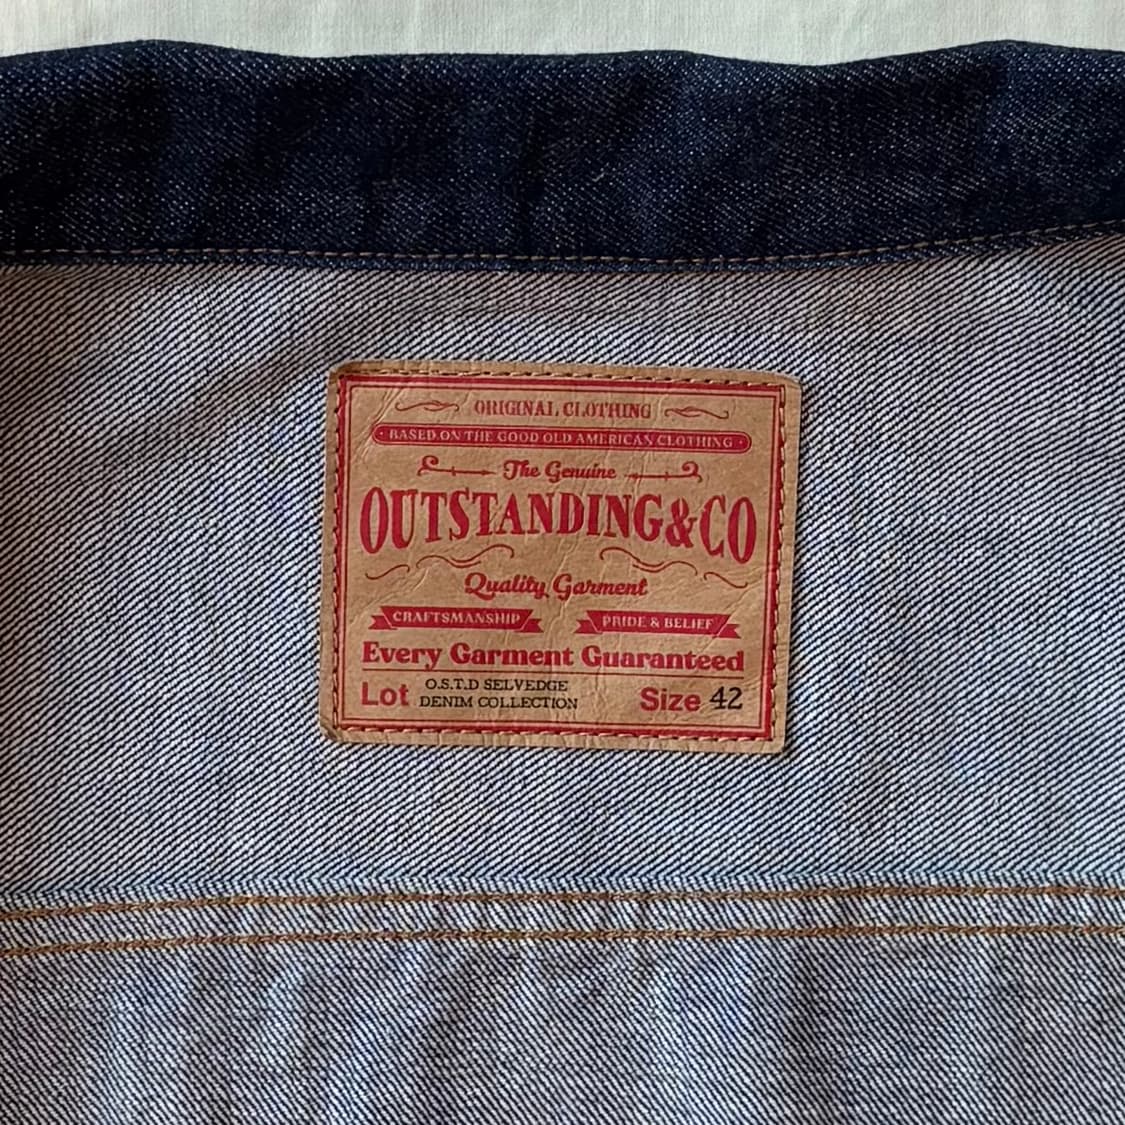 ORIGINAL CLOTHING
· BASED ON THE GOOD OLD AMERICAN CLOTHING ·
The Genuine
OUTSTANDING&CO
Quality Garment
CRAFTSMANSHIP PRIDE & BELIEF
Every Garment Guaranteed
Lot O.S.T.D SELVEDGE
DENIM COLLECTION Size 42